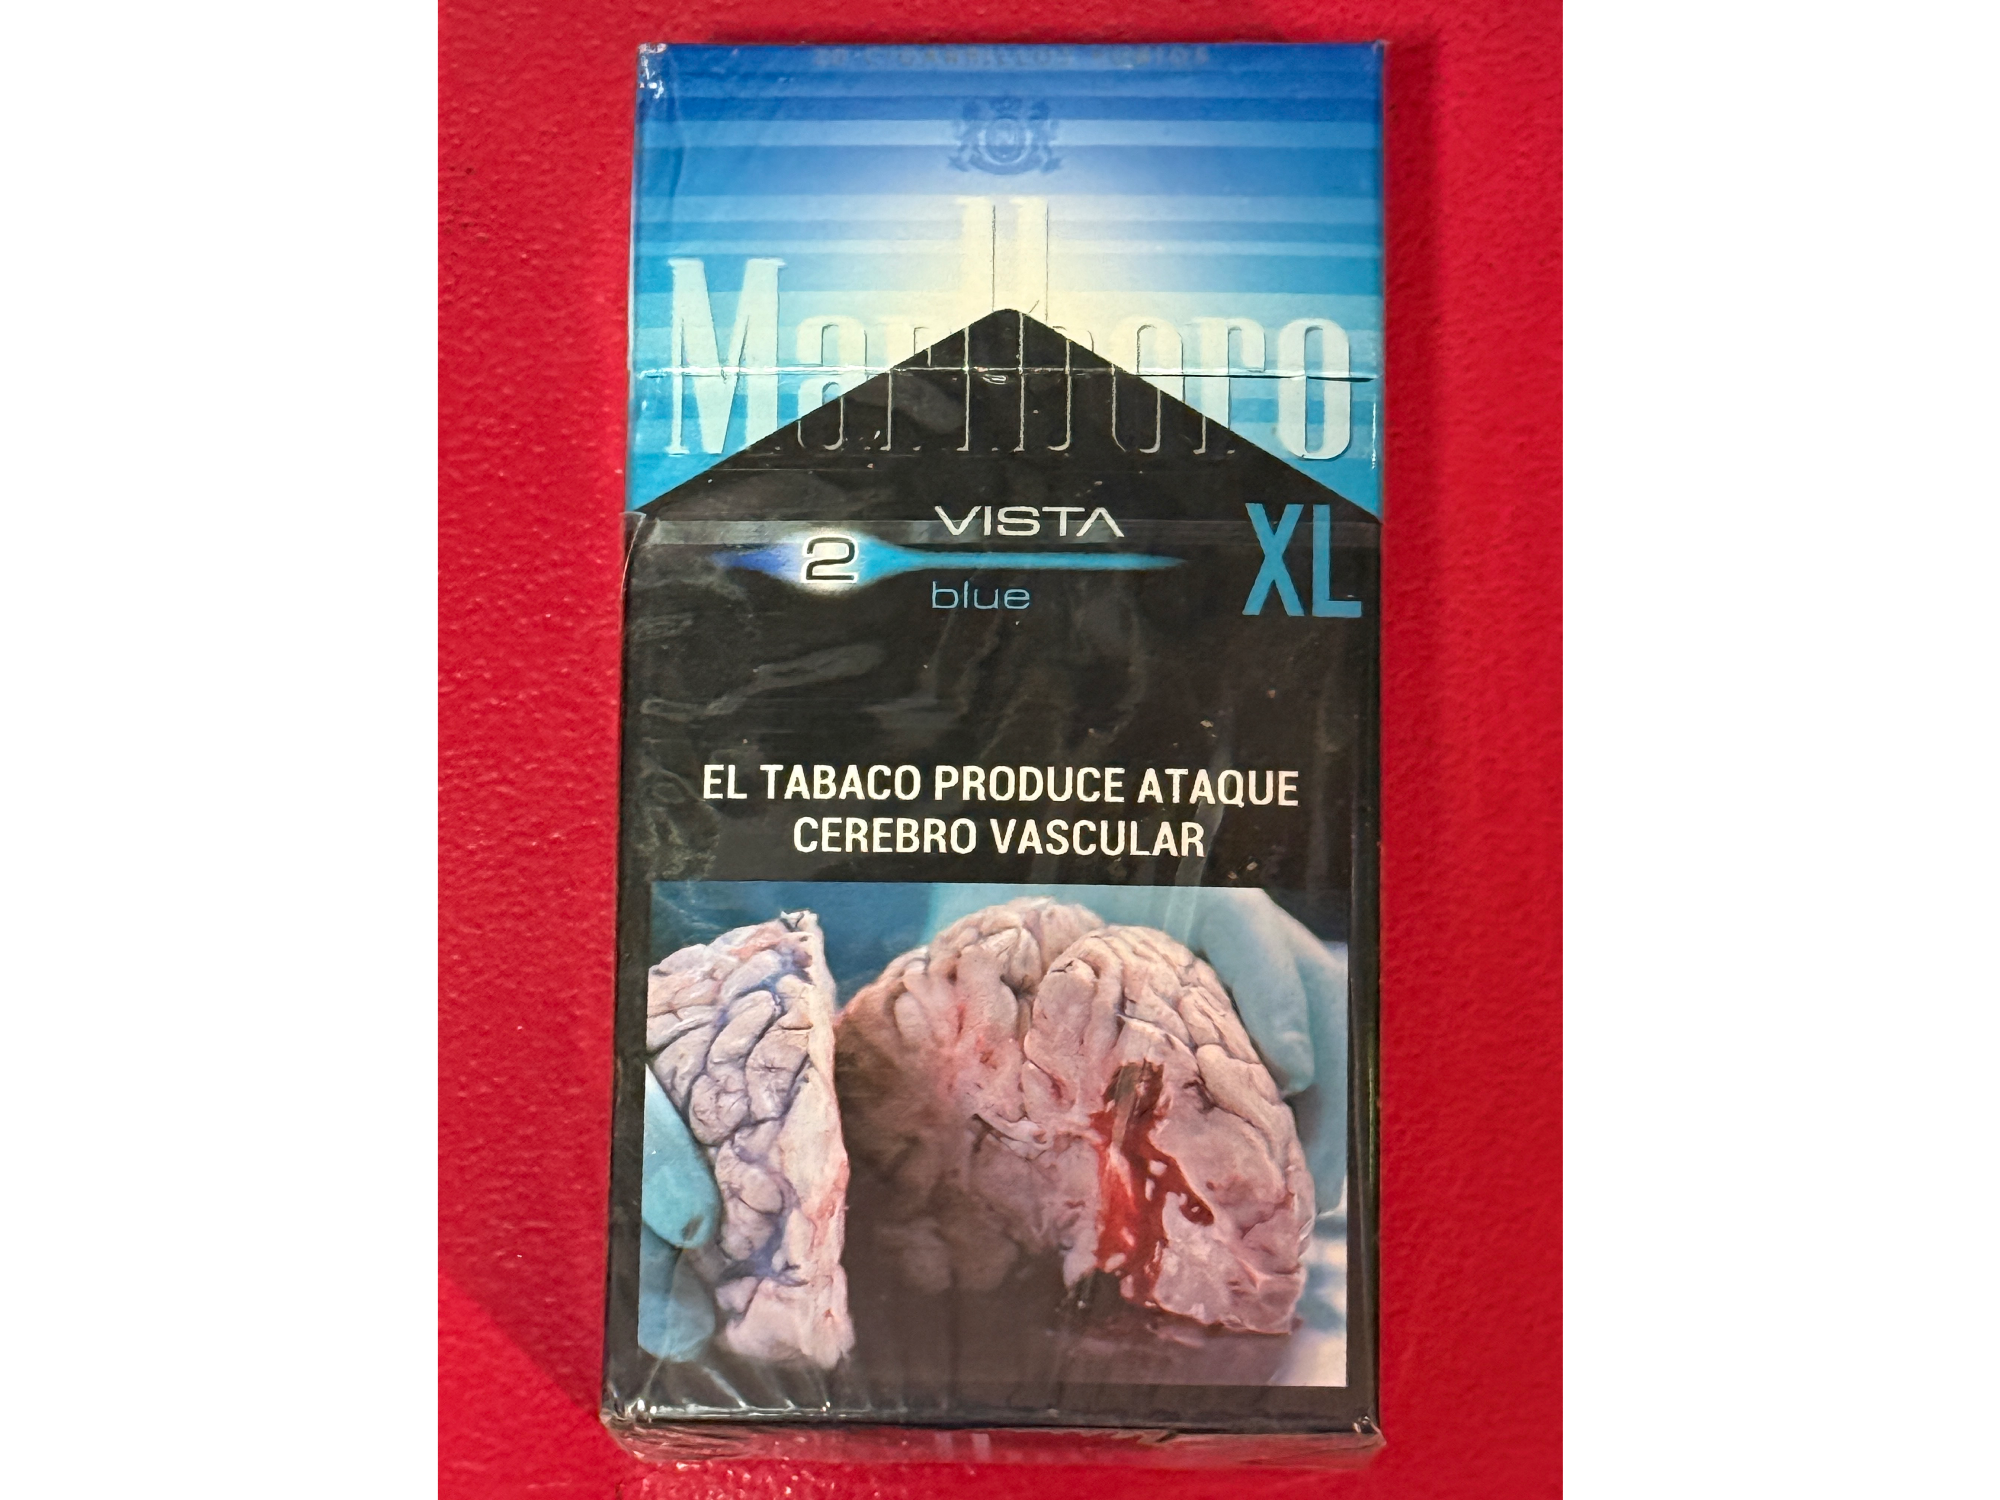 Marlboro
VISTA
2
XL
blue
EL TABACO PRODUCE ATAQUE
CEREBRO VASCULAR